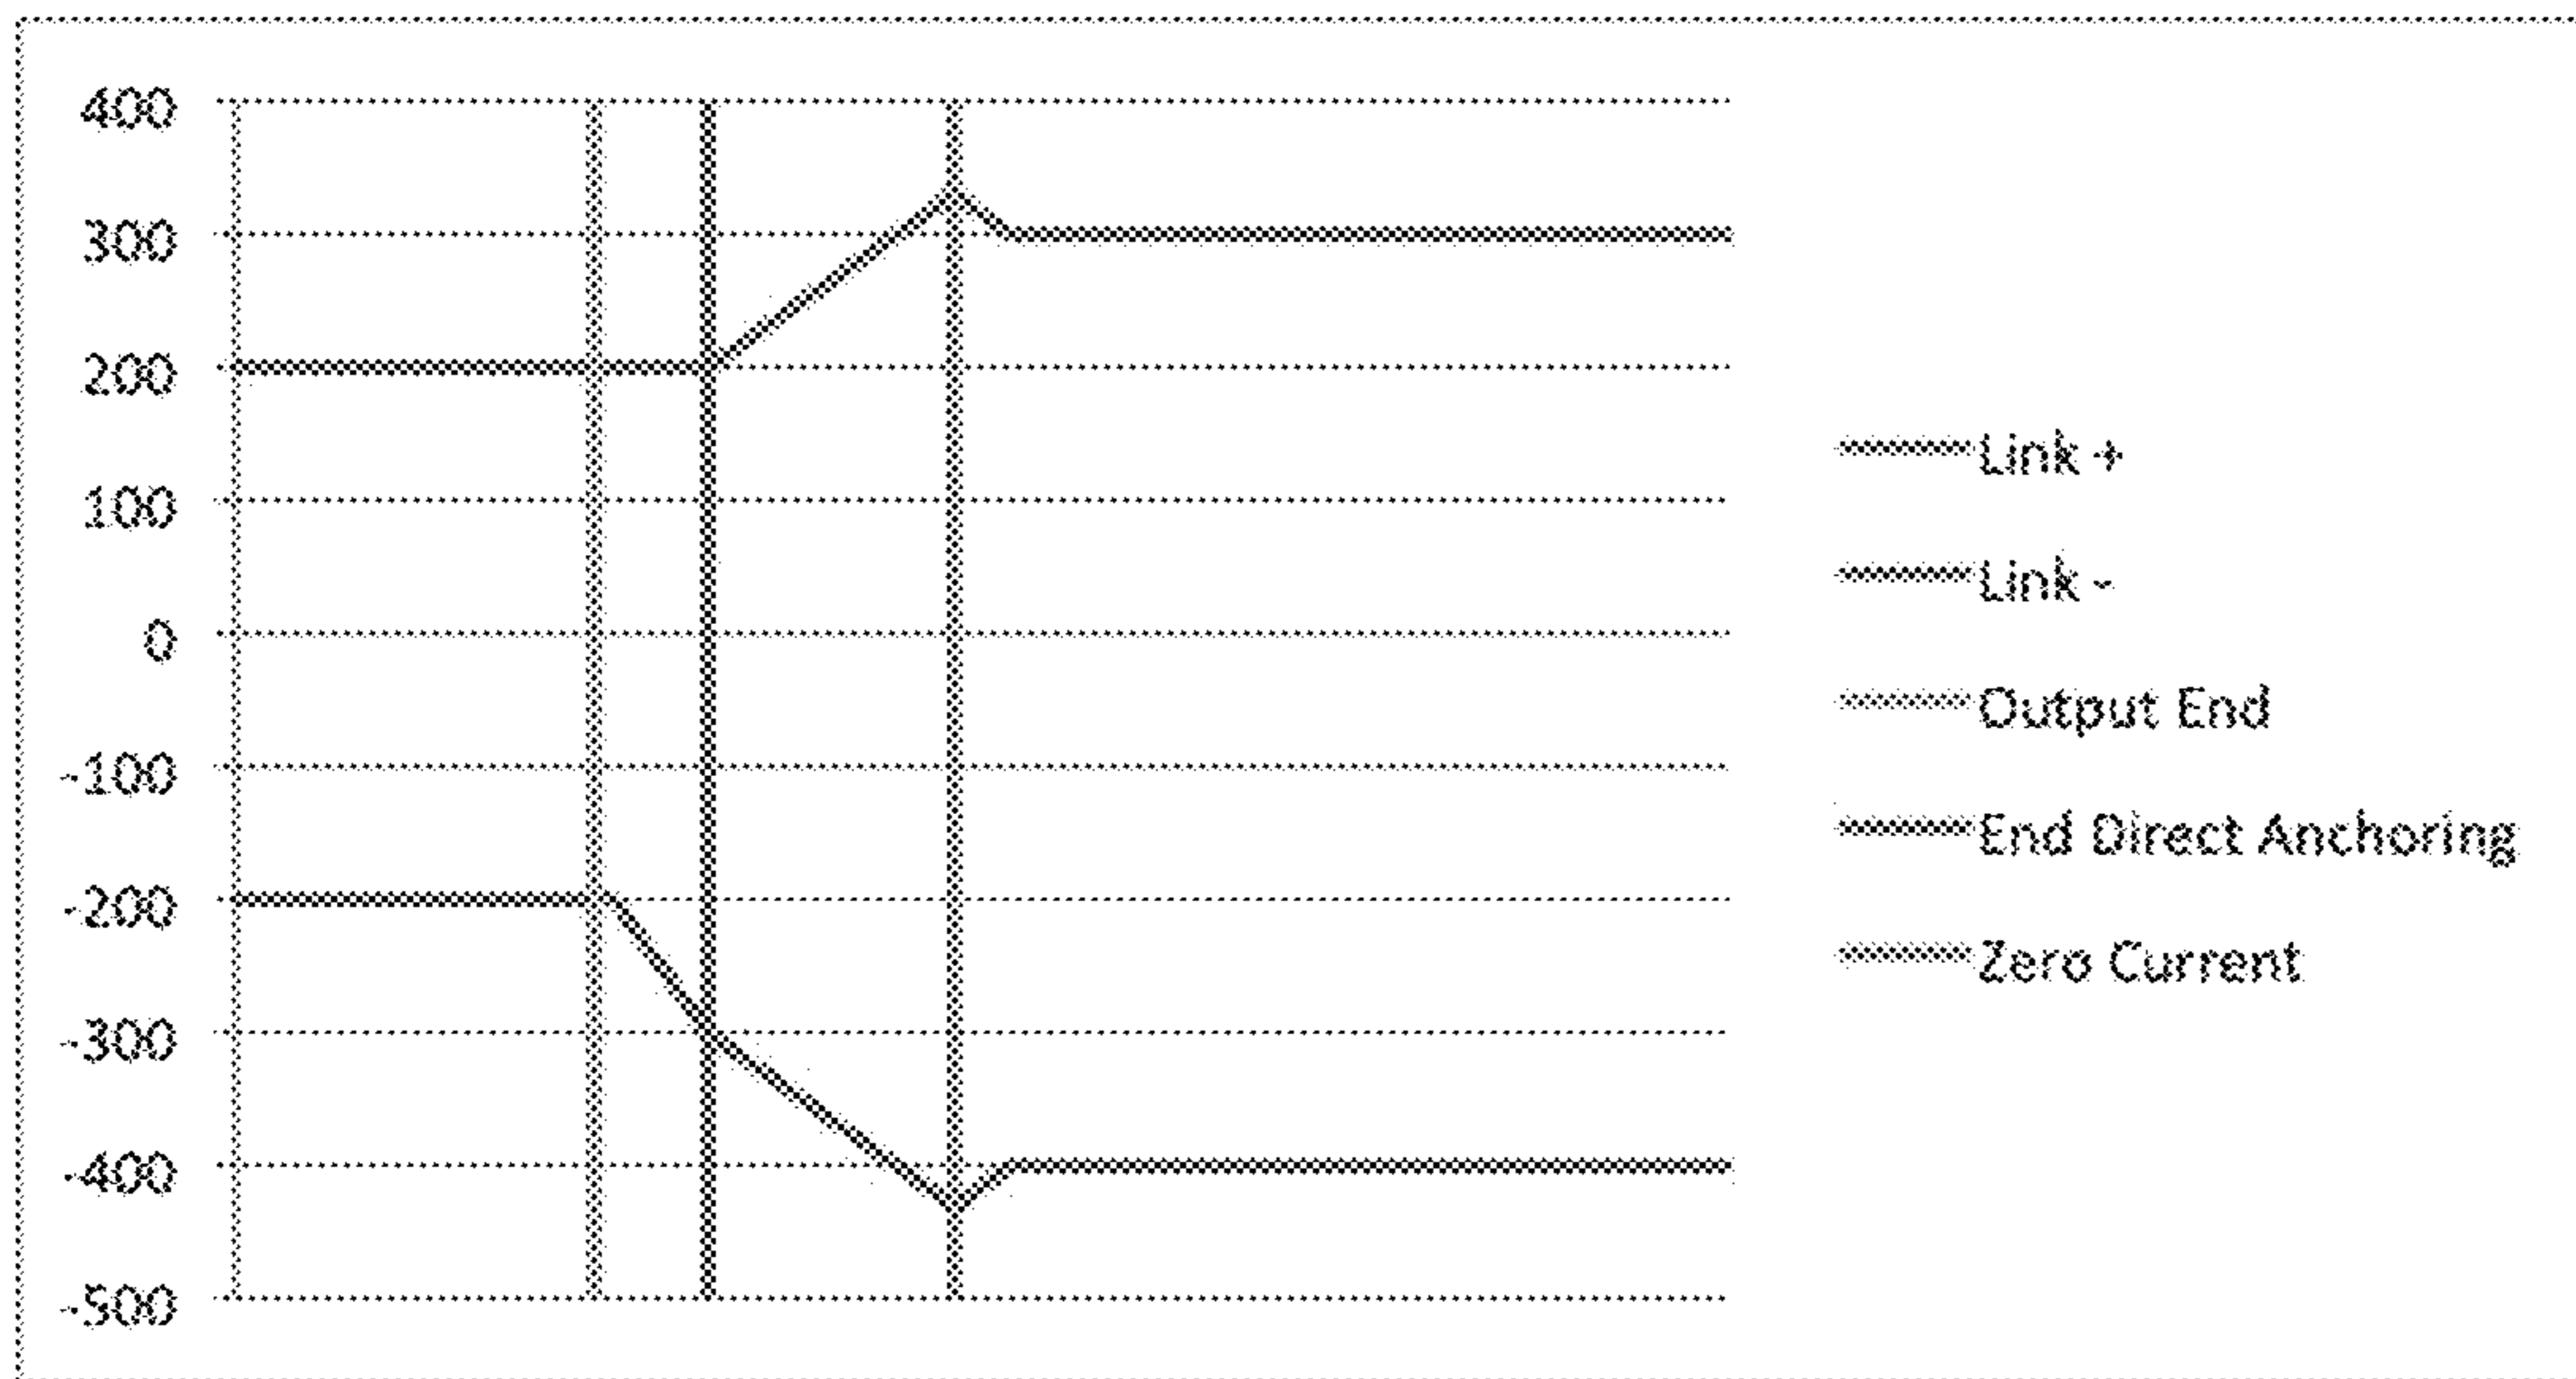 400
300
200
100
0
-100
-200
-300
-400
-500
Link +
Link -
Output End
End Direct Anchoring
Zero Current